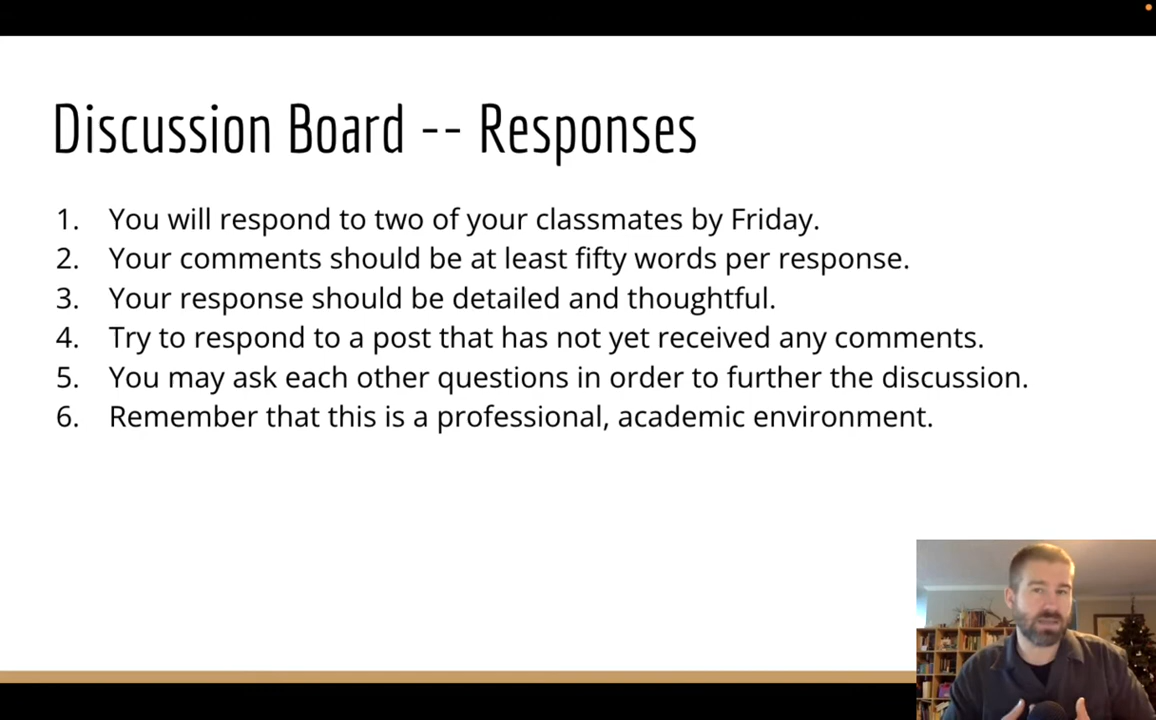 Discussion Board -- Responses
1. You will respond to two of your classmates by Friday.
2. Your comments should be at least fifty words per response.
3. Your response should be detailed and thoughtful.
4. Try to respond to a post that has not yet received any comments.
5. You may ask each other questions in order to further the discussion.
6. Remember that this is a professional, academic environment.